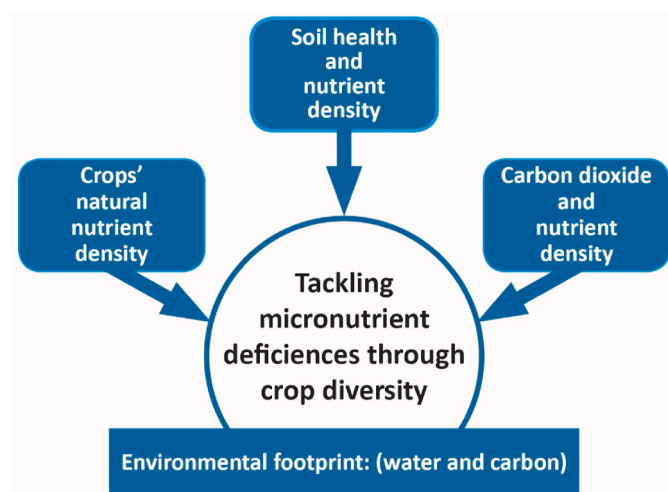 Soil health
and
nutrient
density
Crops'
natural
nutrient
density
Carbon dioxide
and
nutrient
density
Tackling
micronutrient
deficiences through
crop diversity
Environmental footprint: (water and carbon)